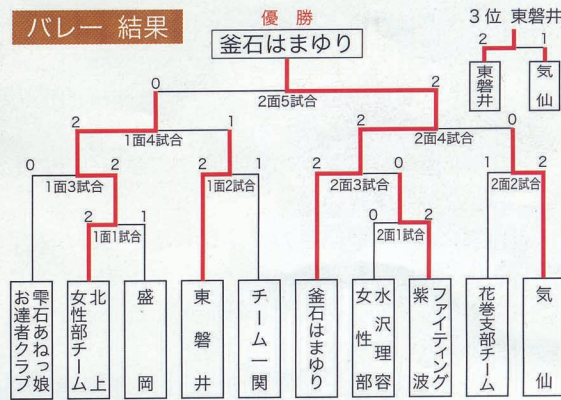 バレー 結果
優 勝
釜石はまゆり
3位 東磐井
2 1
東磐井
気仙
0 2
2面5試合
2 1 2 0
1面4試合 2面4試合
0 2 1 2 0 1 2
1面3試合 1面2試合 2面3試合 2面2試合
2 1 0 2
1面1試合 2面1試合
雫石あねっ娘
お達者クラブ
北上
女性部チーム
盛岡
東磐井
チーム一関
釜石はまゆり
水沢理容
女性部
紫波
ファイティング
花巻支部チーム
気仙